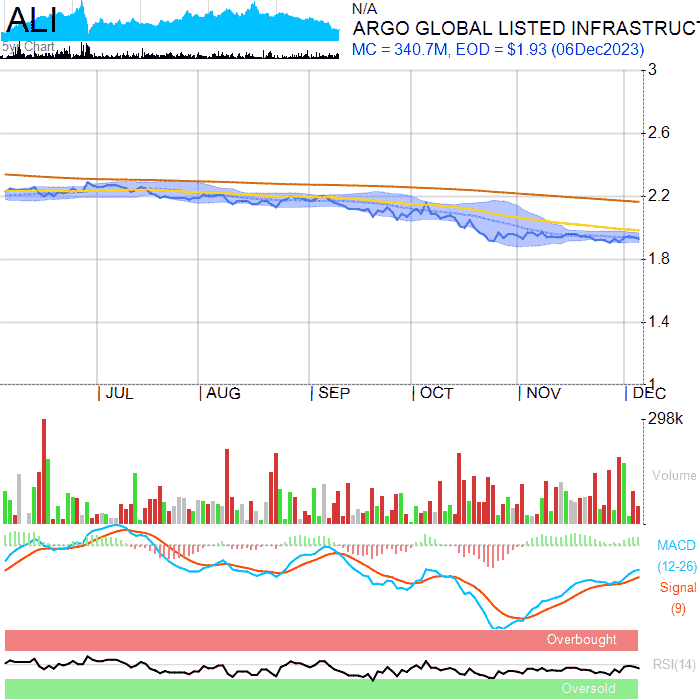 ALI
5yr Chart
N/A
ARGO GLOBAL LISTED INFRASTRUCT
MC = 340.7M, EOD = $1.93 (06Dec2023)
3
2.6
2.2
1.8
1.4
1
JUL AUG SEP OCT NOV DEC
298k
Volume
MACD
(12-26)
Signal
(9)
Overbought
RSI(14)
Oversold